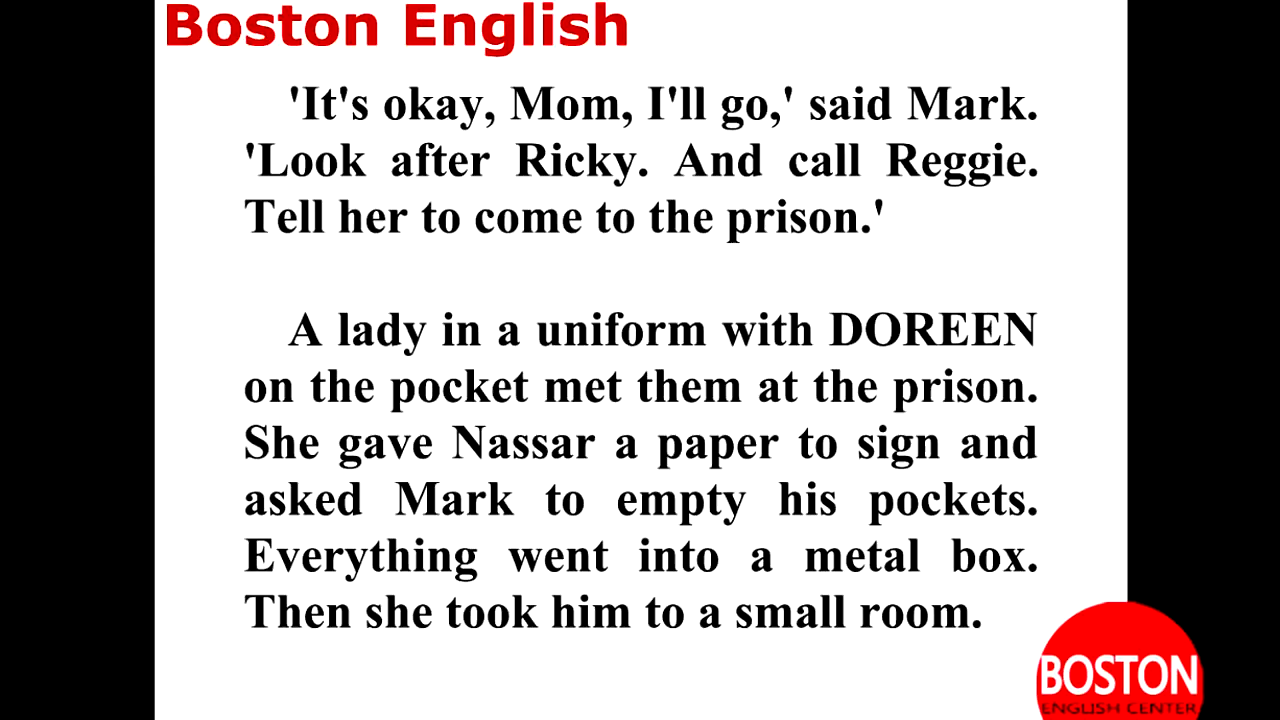 Boston English
'It's okay, Mom, I'll go,' said Mark.
'Look after Ricky. And call Reggie.
Tell her to come to the prison.'
A lady in a uniform with DOREEN
on the pocket met them at the prison.
She gave Nassar a paper to sign and
asked Mark to empty his pockets.
Everything went into a metal box.
Then she took him to a small room.
BOSTON
ENGLISH CENTER